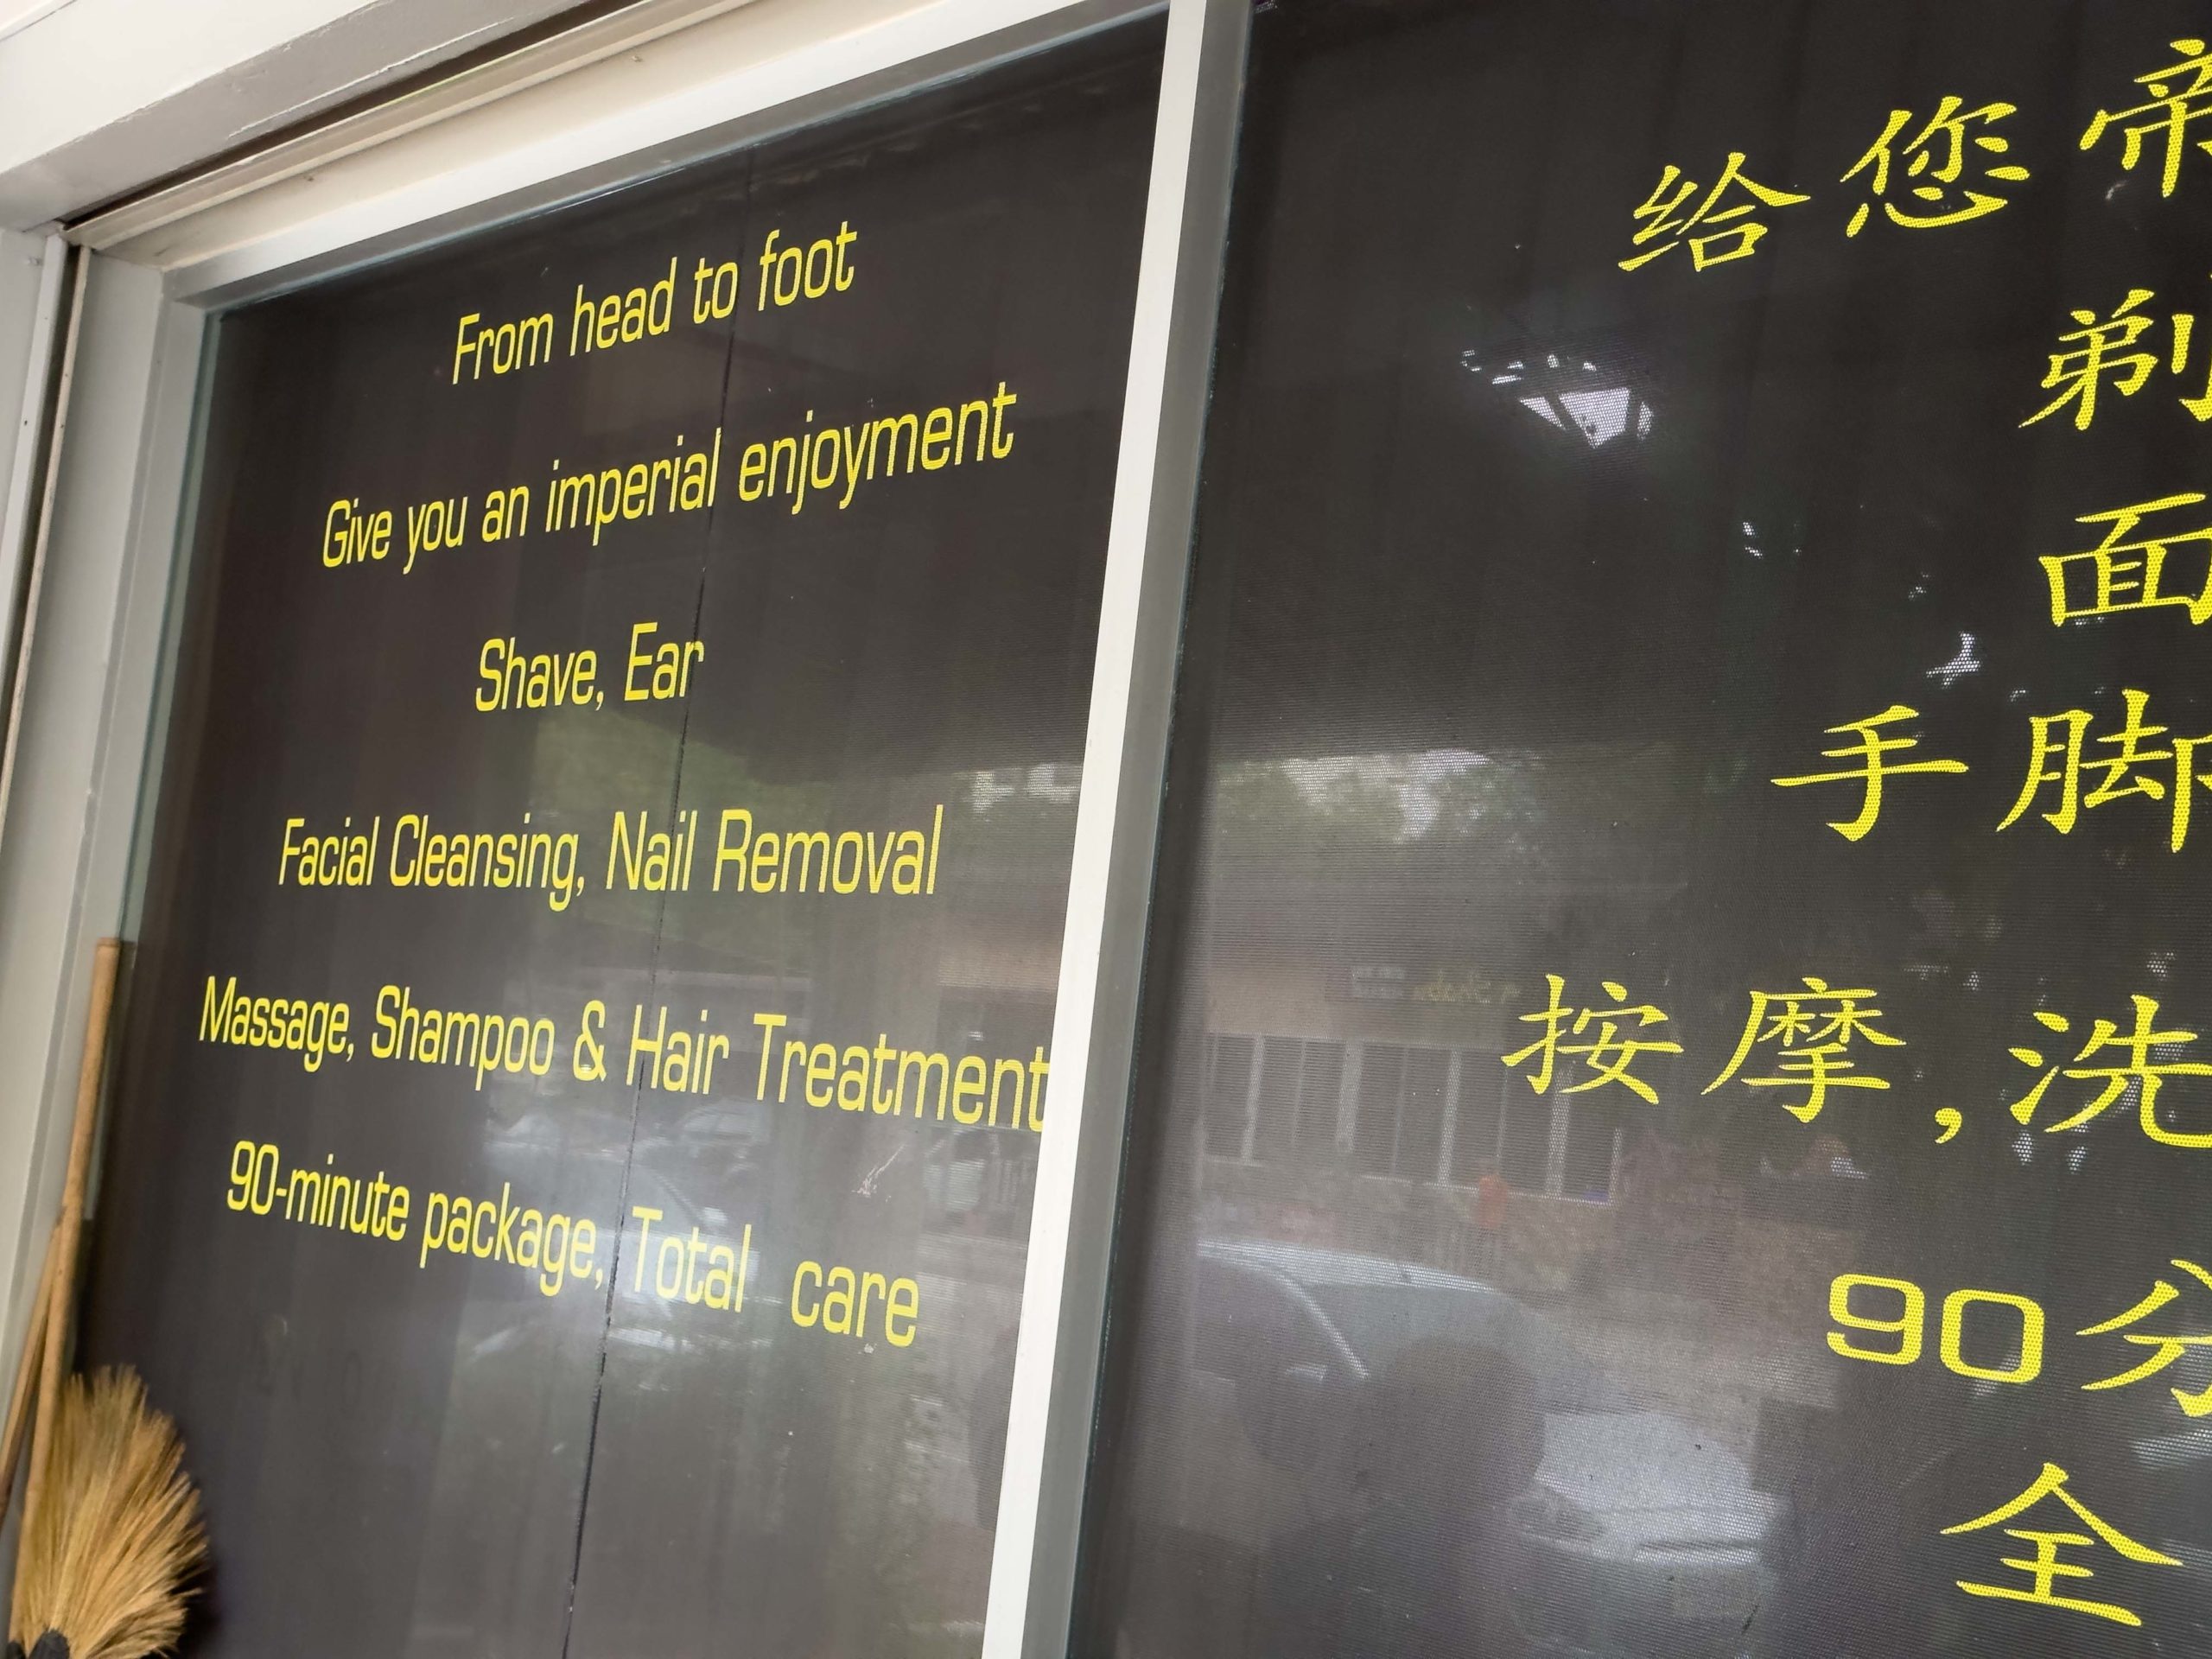 From head to foot
Give you an imperial enjoyment
Shave, Ear
Facial Cleansing, Nail Removal
Massage, Shampoo & Hair Treatment
90-minute package, Total care
给您帝
剃
面
手脚
按摩,洗
90分
全